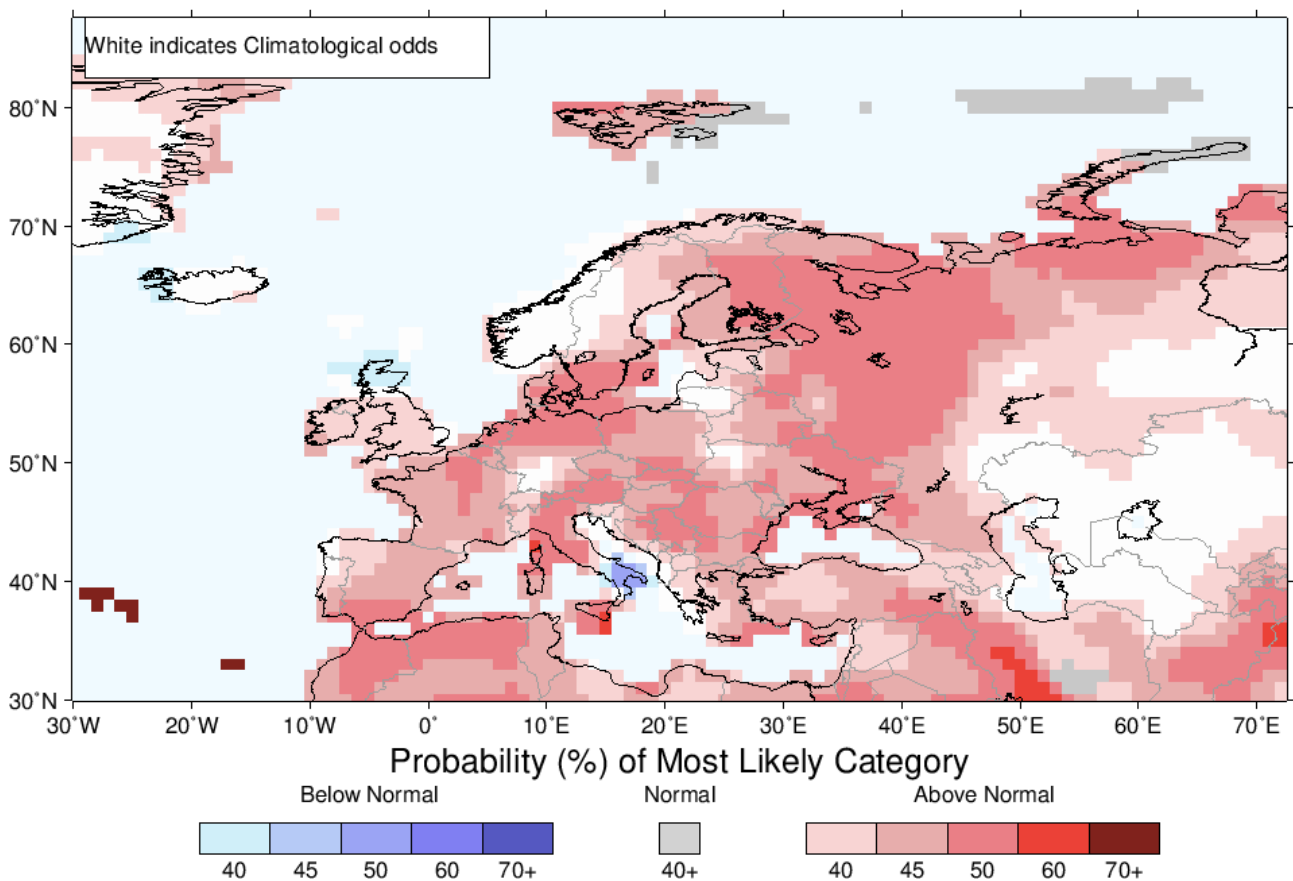 White indicates Climatological odds
80˚N
70˚N
60˚N
50˚N
40˚N
30˚N
30˚W 20˚W 10˚W 0˚ 10˚E 20˚E 30˚E 40˚E 50˚E 60˚E 70˚E
Probability (%) of Most Likely Category
Below Normal Normal Above Normal
40 45 50 60 70+ 40+ 40 45 50 60 70+